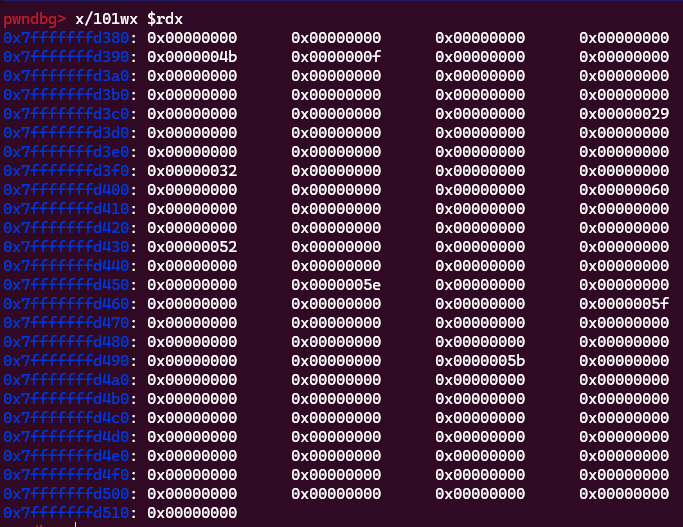 pwndbg> x/101wx $rdx
0x7fffffffd380: 0x00000000 0x00000000 0x00000000 0x00000000
0x7fffffffd390: 0x0000004b 0x0000000f 0x00000000 0x00000000
0x7fffffffd3a0: 0x00000000 0x00000000 0x00000000 0x00000000
0x7fffffffd3b0: 0x00000000 0x00000000 0x00000000 0x00000000
0x7fffffffd3c0: 0x00000000 0x00000000 0x00000000 0x00000029
0x7fffffffd3d0: 0x00000000 0x00000000 0x00000000 0x00000000
0x7fffffffd3e0: 0x00000000 0x00000000 0x00000000 0x00000000
0x7fffffffd3f0: 0x00000032 0x00000000 0x00000000 0x00000000
0x7fffffffd400: 0x00000000 0x00000000 0x00000000 0x00000060
0x7fffffffd410: 0x00000000 0x00000000 0x00000000 0x00000000
0x7fffffffd420: 0x00000000 0x00000000 0x00000000 0x00000000
0x7fffffffd430: 0x00000052 0x00000000 0x00000000 0x00000000
0x7fffffffd440: 0x00000000 0x00000000 0x00000000 0x00000000
0x7fffffffd450: 0x00000000 0x0000005e 0x00000000 0x00000000
0x7fffffffd460: 0x00000000 0x00000000 0x00000000 0x0000005f
0x7fffffffd470: 0x00000000 0x00000000 0x00000000 0x00000000
0x7fffffffd480: 0x00000000 0x00000000 0x00000000 0x00000000
0x7fffffffd490: 0x00000000 0x00000000 0x0000005b 0x00000000
0x7fffffffd4a0: 0x00000000 0x00000000 0x00000000 0x00000000
0x7fffffffd4b0: 0x00000000 0x00000000 0x00000000 0x00000000
0x7fffffffd4c0: 0x00000000 0x00000000 0x00000000 0x00000000
0x7fffffffd4d0: 0x00000000 0x00000000 0x00000000 0x00000000
0x7fffffffd4e0: 0x00000000 0x00000000 0x00000000 0x00000000
0x7fffffffd4f0: 0x00000000 0x00000000 0x00000000 0x00000000
0x7fffffffd500: 0x00000000 0x00000000 0x00000000 0x00000000
0x7fffffffd510: 0x00000000